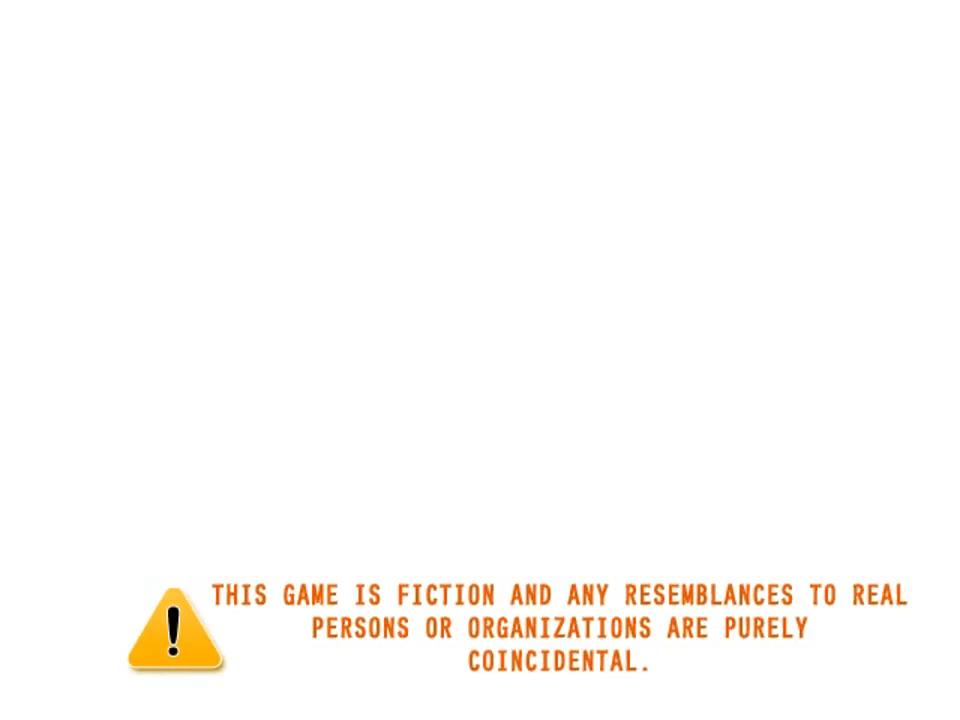 THIS GAME IS FICTION AND ANY RESEMBLANCES TO REAL
PERSONS OR ORGANIZATIONS ARE PURELY
COINCIDENTAL.